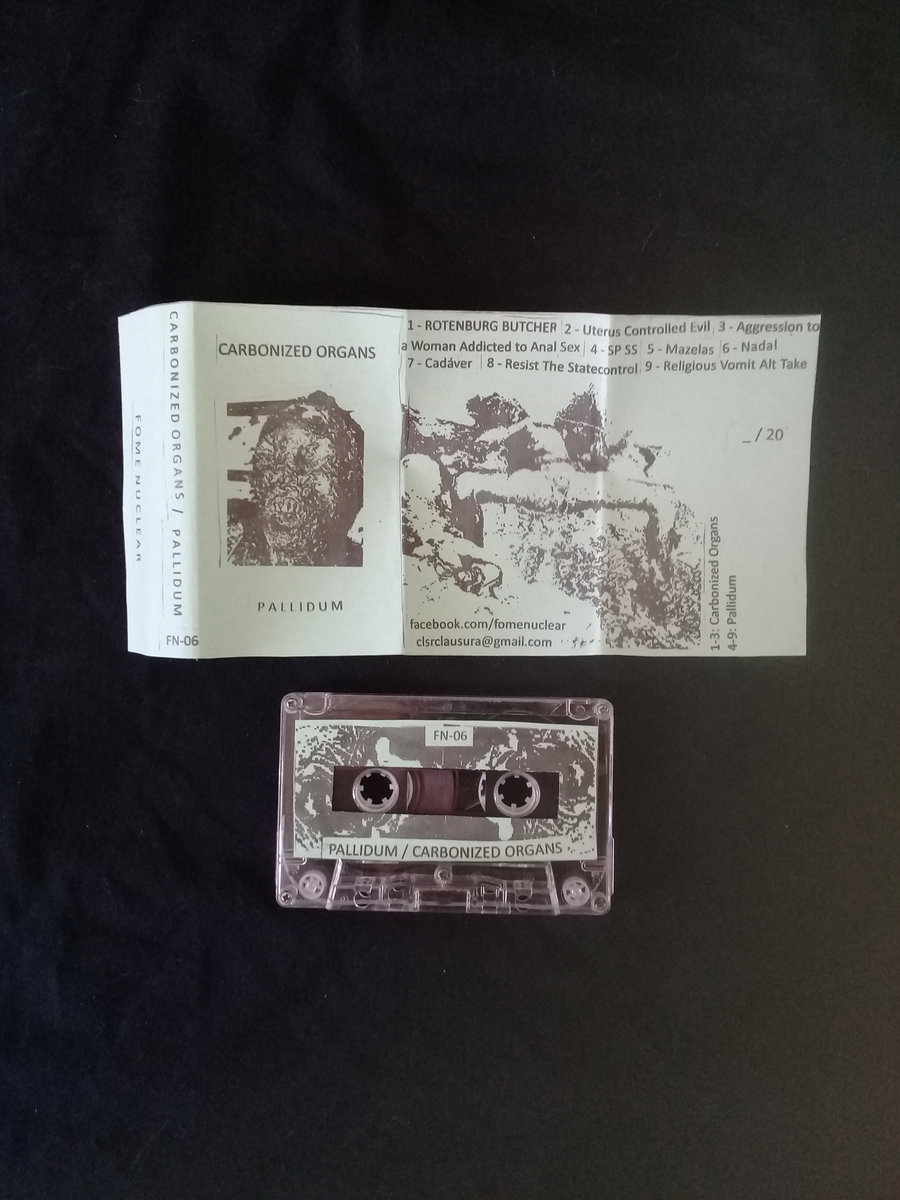 FOME NUCLEAR
CARBONIZED ORGANS / PALLIDUM
FN-06
CARBONIZED ORGANS
PALLIDUM
1 - ROTENBURG BUTCHER 2 - Uterus Controlled Evil 3 - Aggression to
a Woman Addicted to Anal Sex 4 - SP SS 5 - Mazelas 6 - Nadal
7 - Cadáver 8 - Resist The Statecontrol 9 - Religious Vomit Alt Take
_ / 20
1-3: Carbonized Organs
4-9: Pallidum
facebook.com/fomenuclear
clsrclausura@gmail.com
FN-06
PALLIDUM / CARBONIZED ORGANS